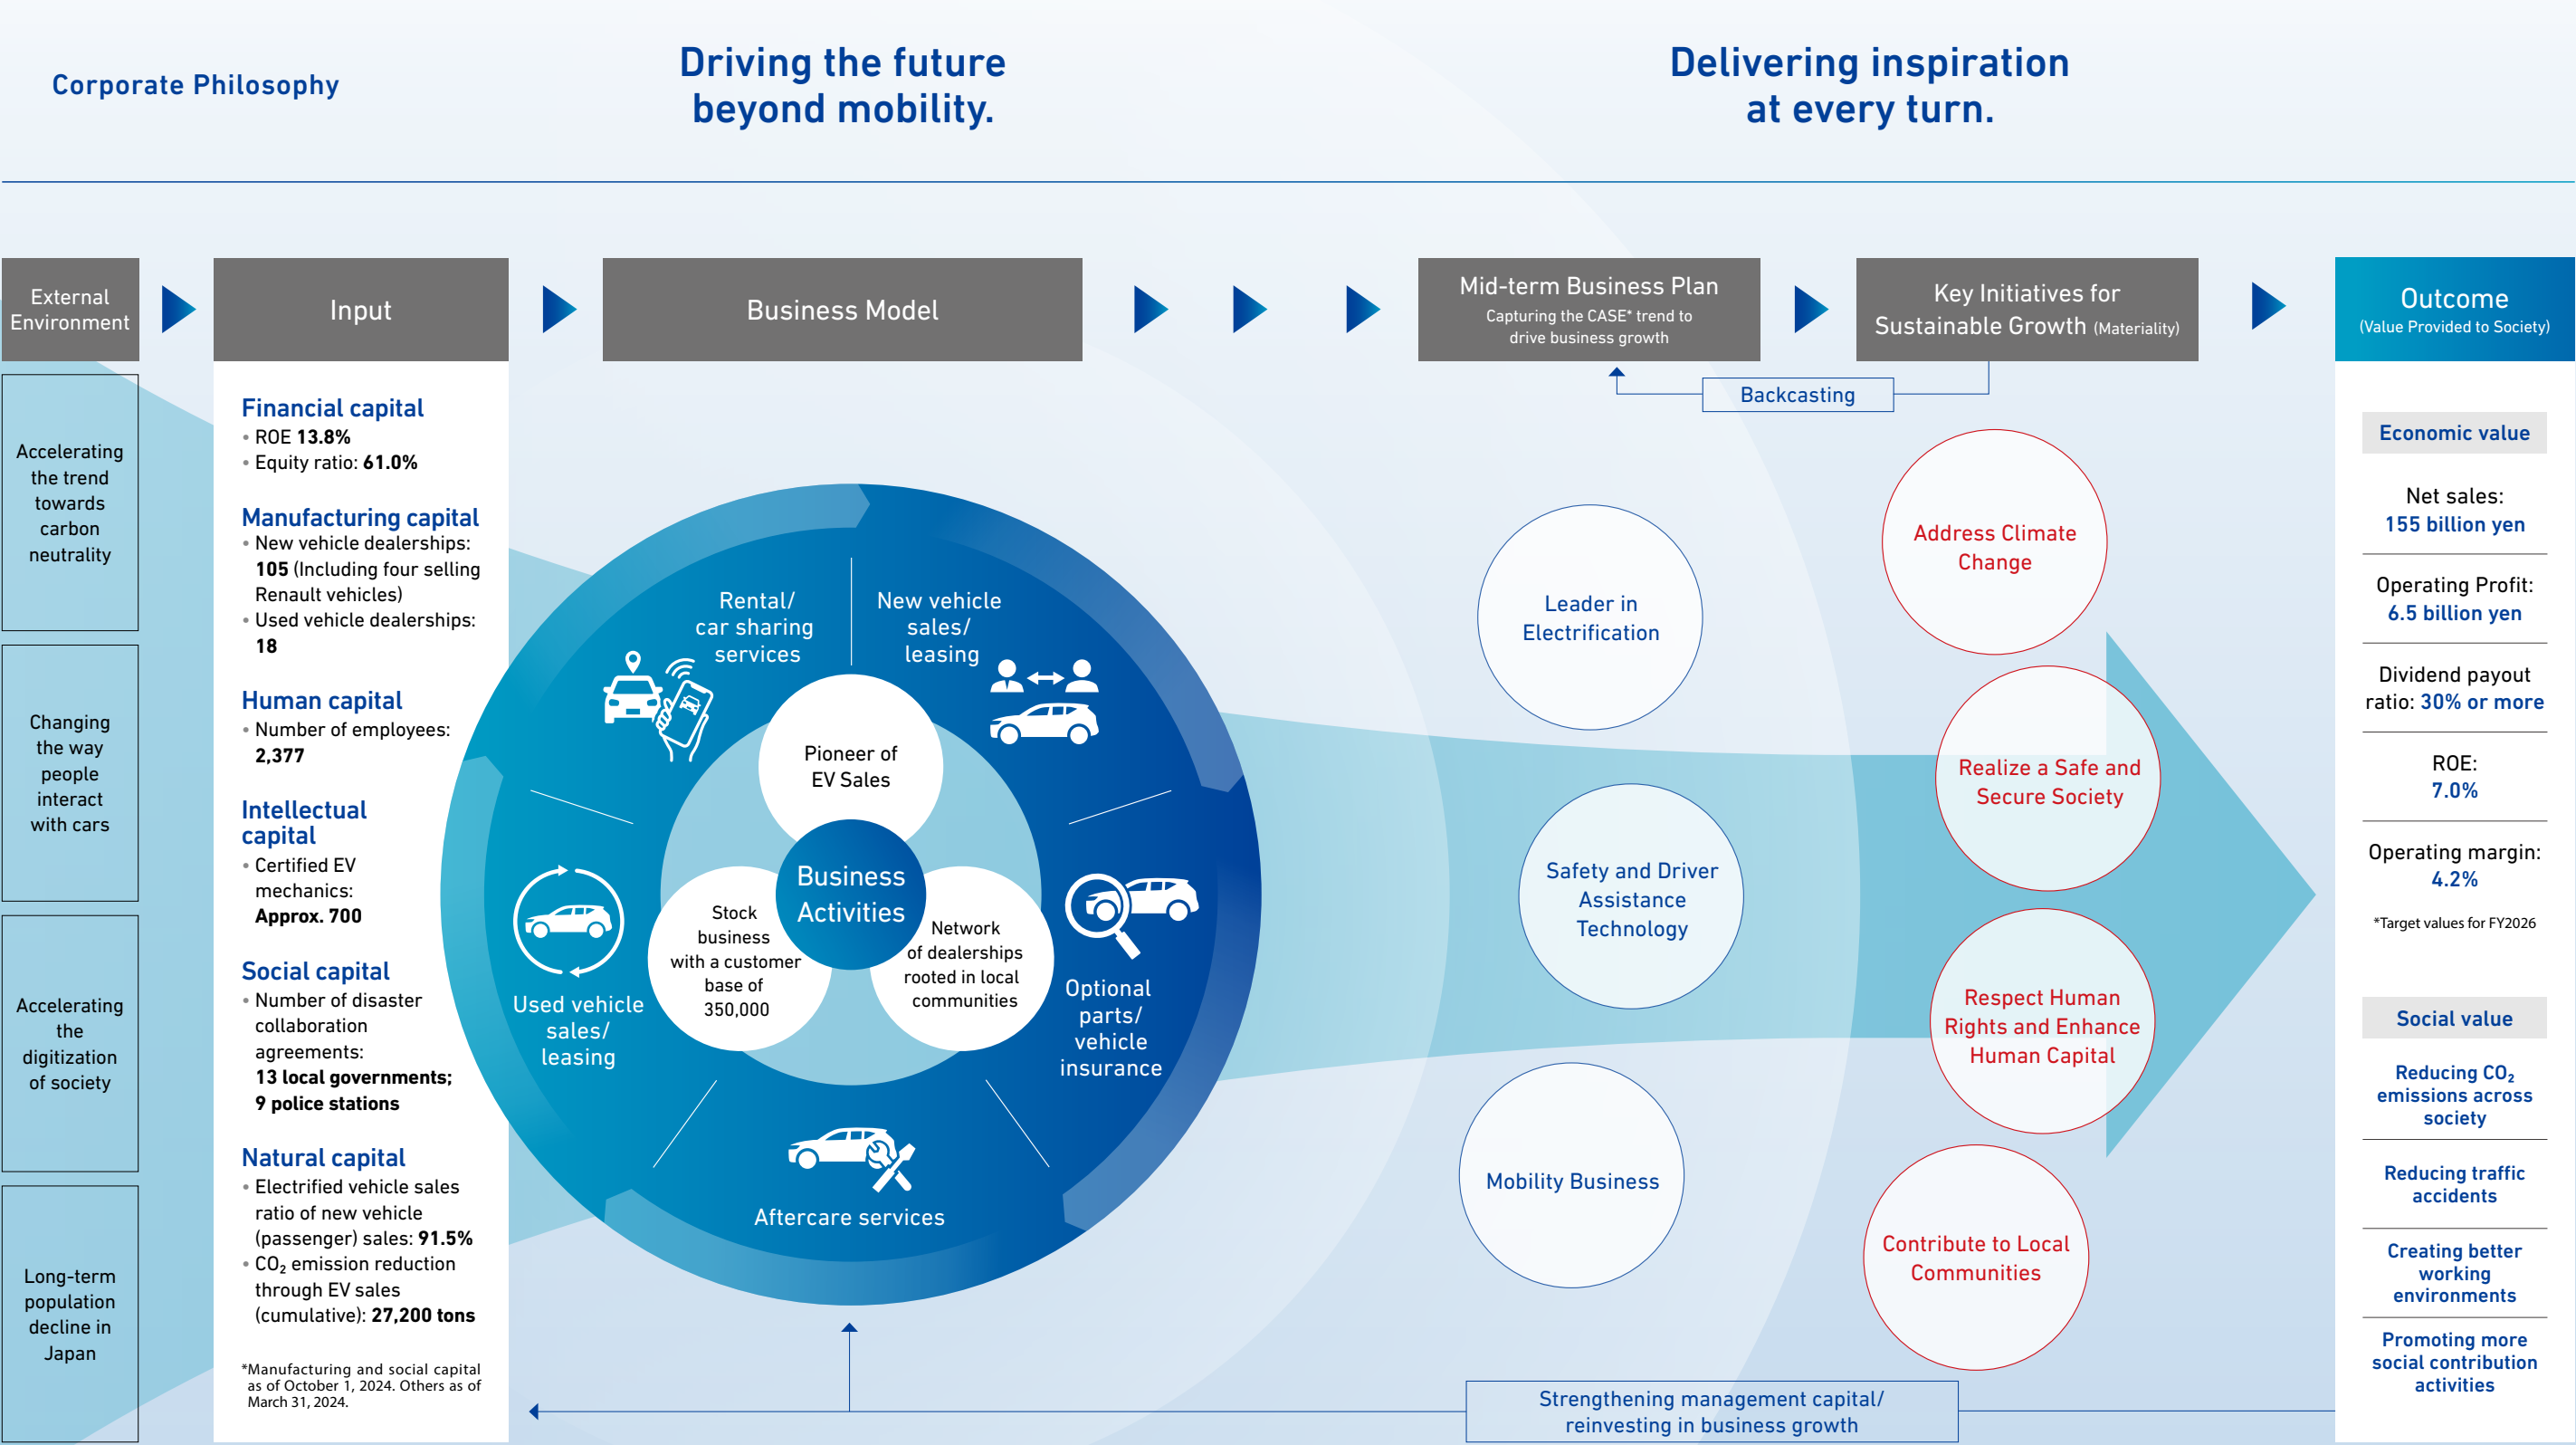 Corporate Philosophy
Driving the future
beyond mobility.
Delivering inspiration
at every turn.
External
Environment
Input
Business Model
Mid-term Business Plan
Capturing the CASE* trend to
drive business growth
Key Initiatives for
Sustainable Growth (Materiality)
Outcome
(Value Provided to Society)
Backcasting
Accelerating
the trend
towards
carbon
neutrality
Changing
the way
people
interact
with cars
Accelerating
the
digitization
of society
Long-term
population
decline in
Japan
Financial capital
• ROE 13.8%
• Equity ratio: 61.0%
Manufacturing capital
• New vehicle dealerships:
105 (Including four selling
Renault vehicles)
• Used vehicle dealerships:
18
Human capital
• Number of employees:
2,377
Intellectual
capital
• Certified EV
mechanics:
Approx. 700
Social capital
• Number of disaster
collaboration
agreements:
13 local governments;
9 police stations
Natural capital
• Electrified vehicle sales
ratio of new vehicle
(passenger) sales: 91.5%
• CO₂ emission reduction
through EV sales
(cumulative): 27,200 tons
*Manufacturing and social capital
as of October 1, 2024. Others as of
March 31, 2024.
Rental/
car sharing
services
New vehicle
sales/
leasing
Pioneer of
EV Sales
Business
Activities
Stock
business
with a customer
base of
350,000
Network
of dealerships
rooted in local
communities
Used vehicle
sales/
leasing
Optional
parts/
vehicle
insurance
Aftercare services
Leader in
Electrification
Safety and Driver
Assistance
Technology
Mobility Business
Address Climate
Change
Realize a Safe and
Secure Society
Respect Human
Rights and Enhance
Human Capital
Contribute to Local
Communities
Strengthening management capital/
reinvesting in business growth
Economic value
Net sales:
155 billion yen
Operating Profit:
6.5 billion yen
Dividend payout
ratio: 30% or more
ROE:
7.0%
Operating margin:
4.2%
*Target values for FY2026
Social value
Reducing CO₂
emissions across
society
Reducing traffic
accidents
Creating better
working
environments
Promoting more
social contribution
activities